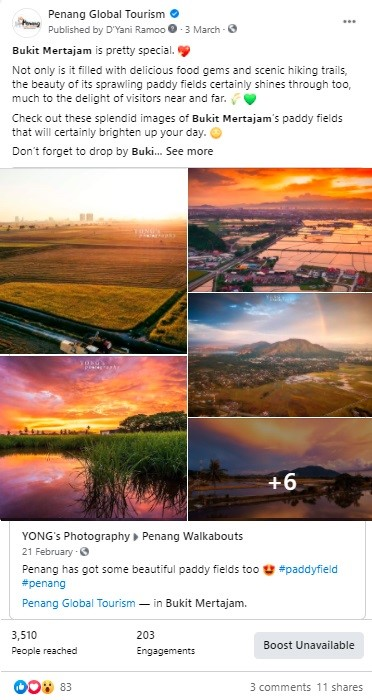 Penang Global Tourism
Published by D'Yani Ramoo · 3 March ·
Bukit Mertajam is pretty special.
Not only is it filled with delicious food gems and scenic hiking trails,
the beauty of its sprawling paddy fields certainly shines through too,
much to the delight of visitors near and far.
Check out these splendid images of Bukit Mertajam's paddy fields
that will certainly brighten up your day.
Don't forget to drop by Buki... See more
YONG'S
+6
YONG's Photography ▸ Penang Walkabouts
21 February ·
Penang has got some beautiful paddy fields too 😍 #paddyfield
#penang
Penang Global Tourism — in Bukit Mertajam.
3,510
People reached
203
Engagements
Boost Unavailable
83
3 comments 11 shares